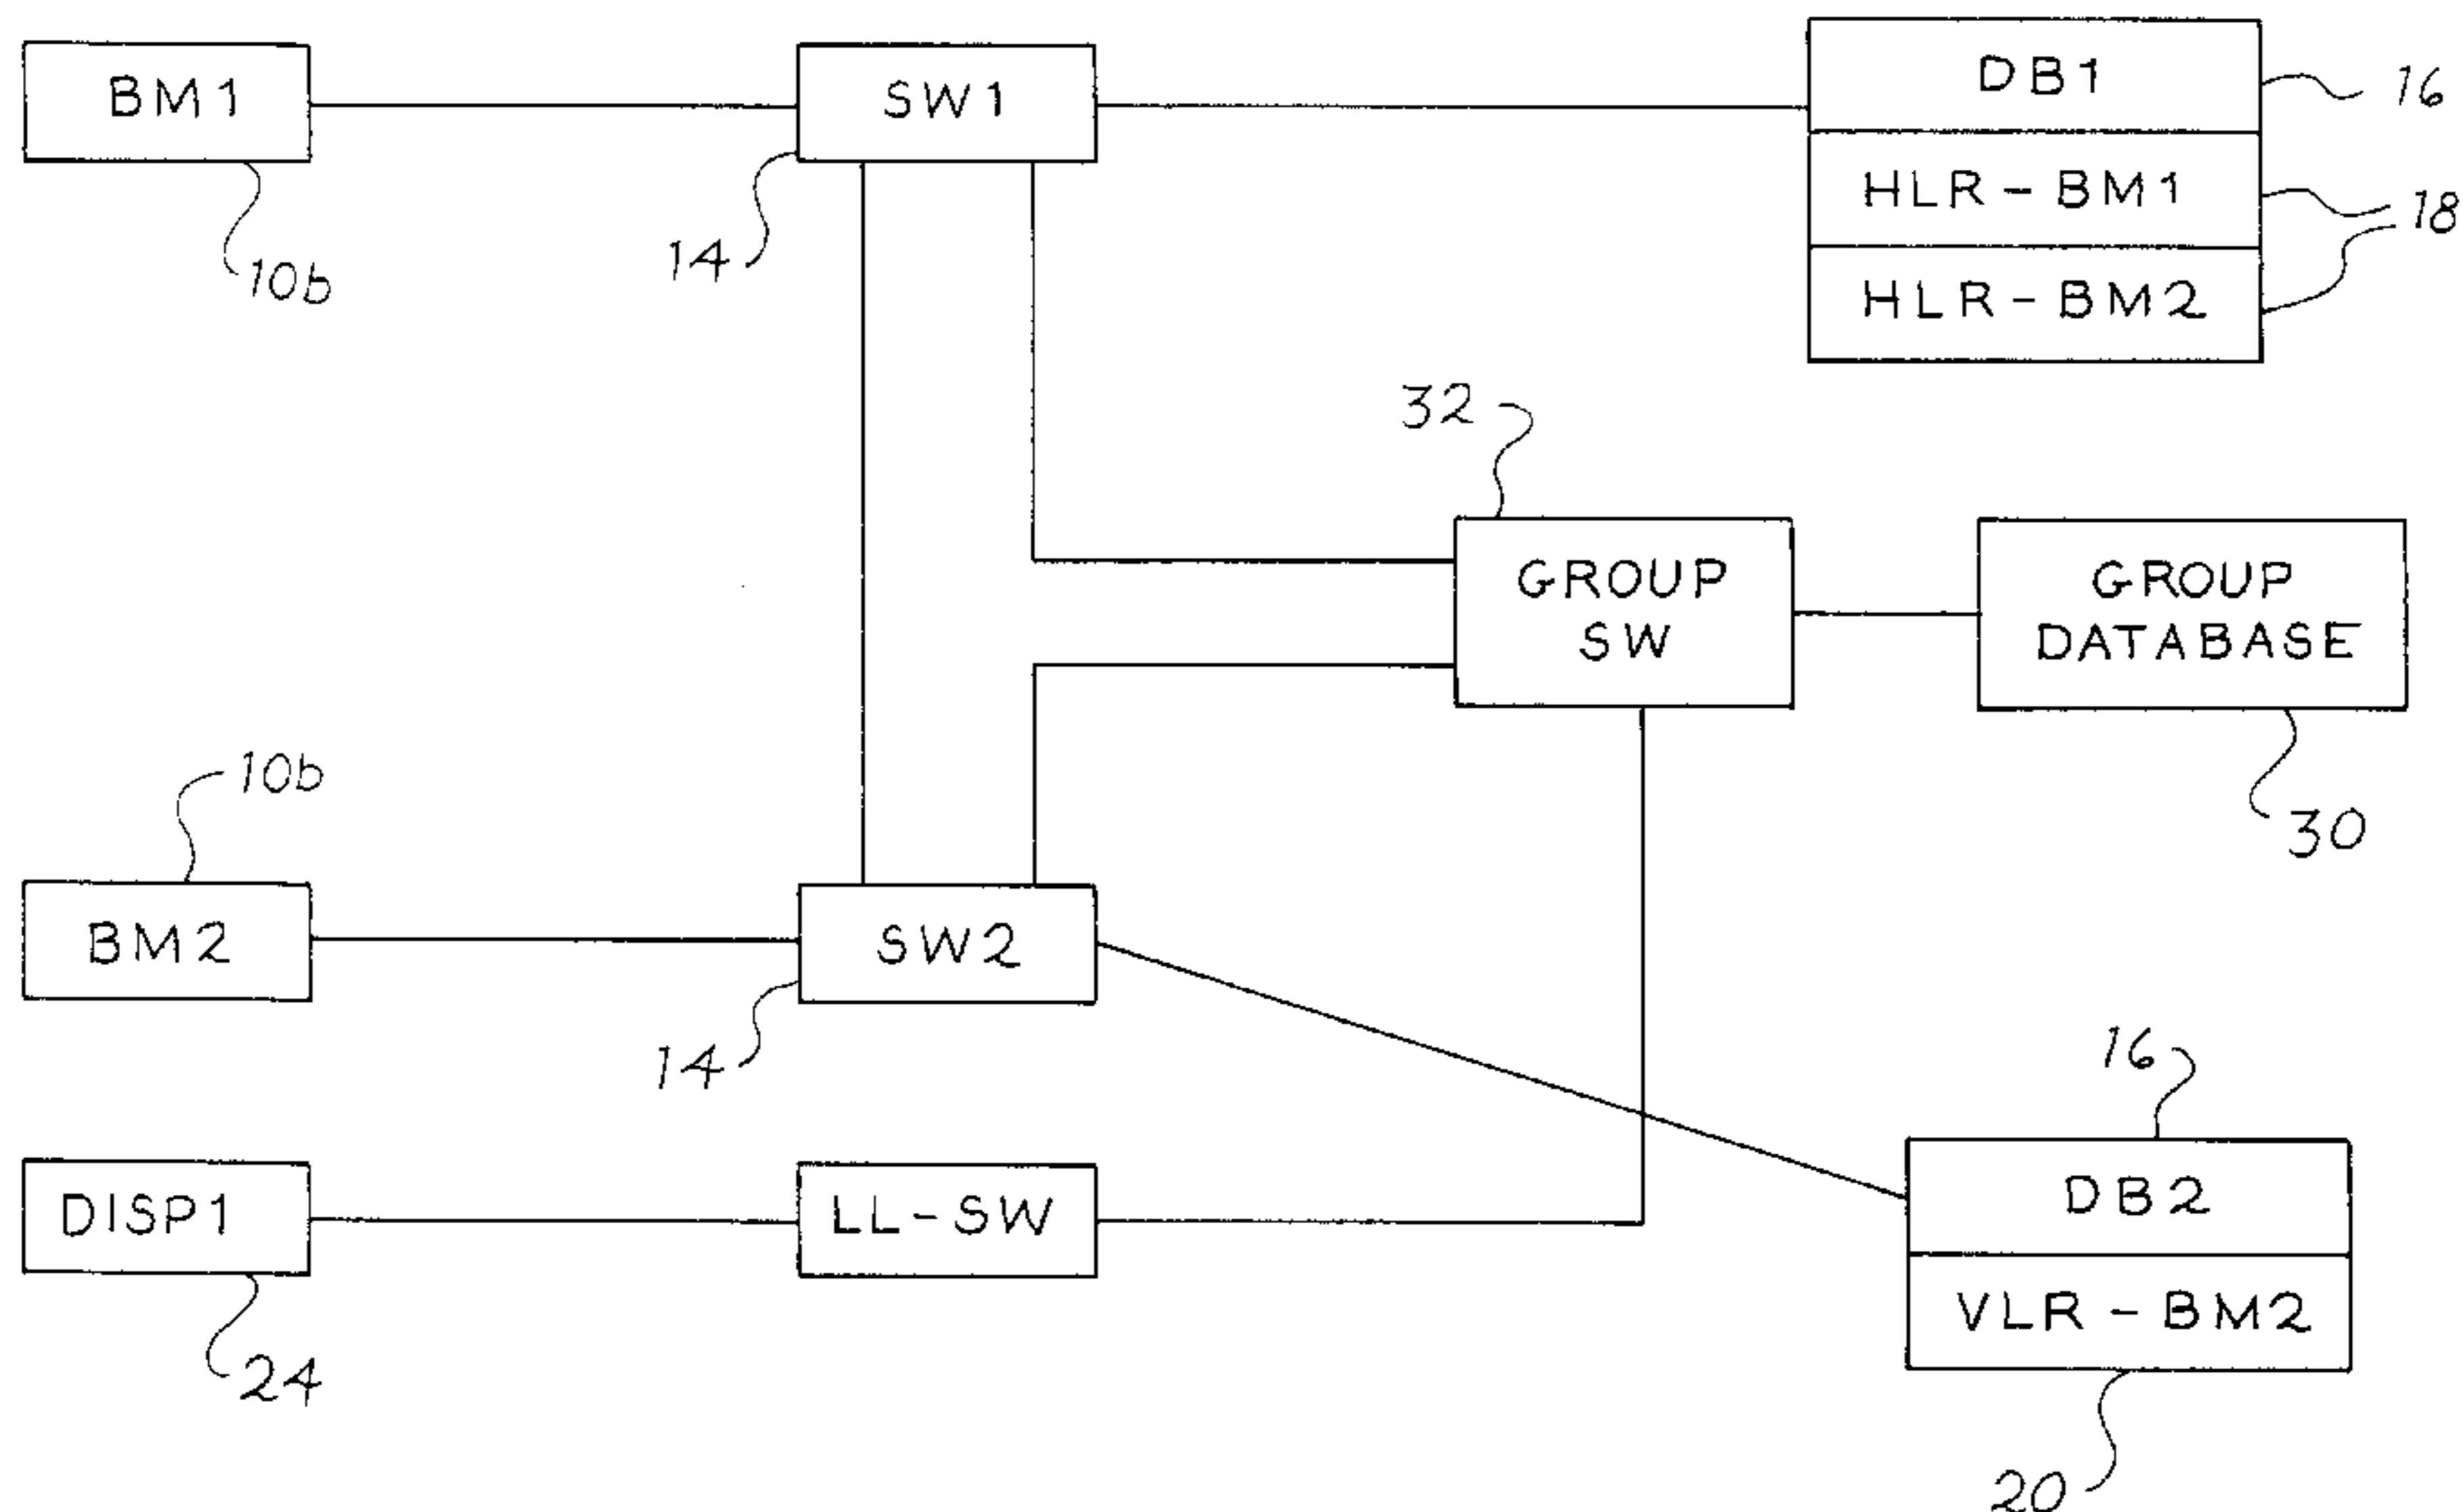 BM1
SW1
DB1
16
HLR-BM1
18
HLR-BM2
10b
14
32
GROUP
SW
GROUP
DATABASE
30
10b
BM2
SW2
14
16
DISP1
LL-SW
DB2
VLR-BM2
24
20